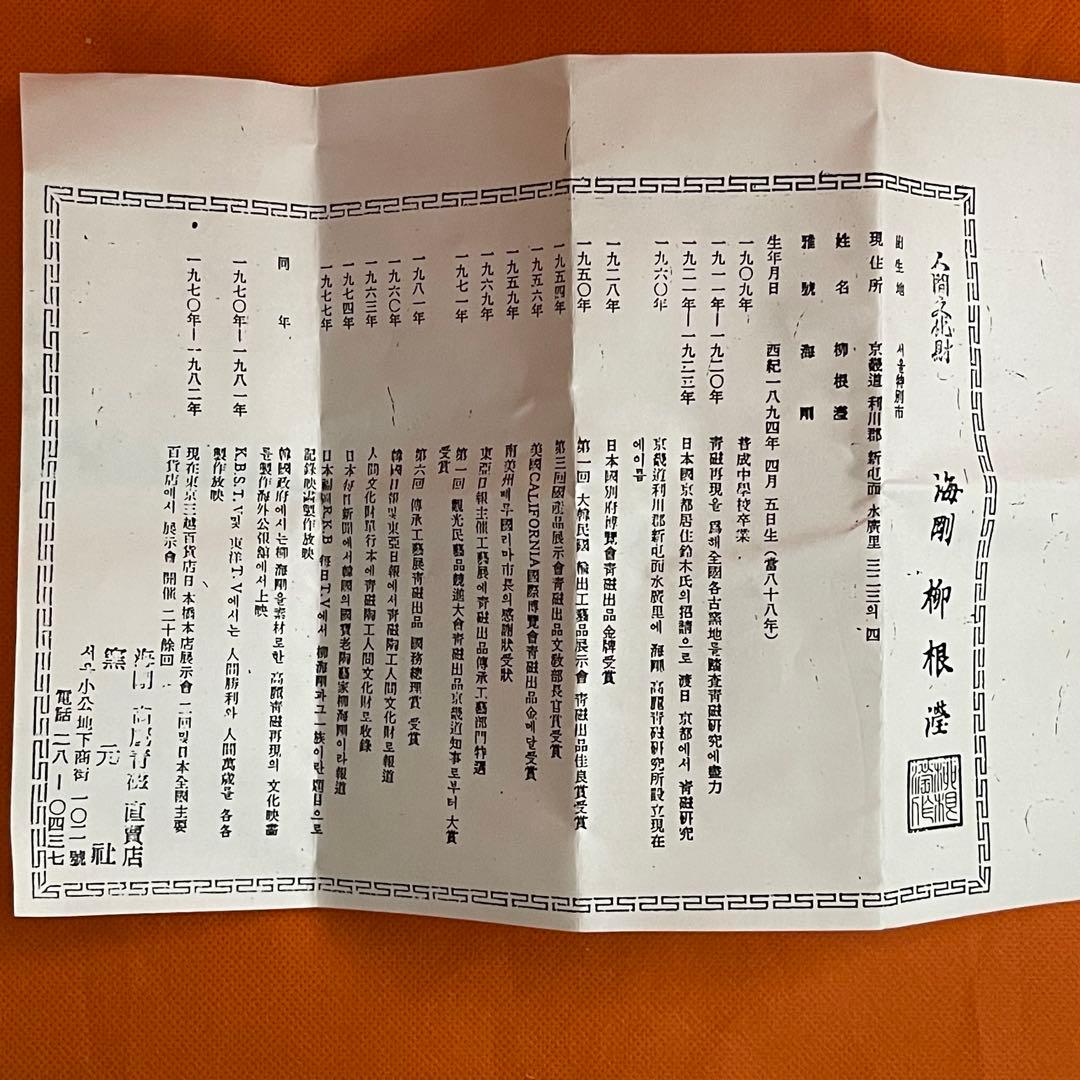 人間文化財
海剛 柳根瀅
出生地 서울特別市
現住所 京畿道 利川郡 新屯面 水廣里 三二三의 四
姓名 柳根瀅
雅號 海剛
生年月日 西紀一八九四年 四月 五日生(當八十八年)
一九〇九年 普成中學校卒業
一九一一年—一九二〇年 靑磁再現을 爲해全國各古窯地를踏査靑磁硏究에盡力
一九二一年—一九二三年 日本國京都居住鈴木氏의招請으로 渡日 京都에서 靑磁硏究
一九六〇年 京畿道利川郡新屯面水廣里에 海剛 高麗靑磁硏究所設立現在
에이름
一九二八年 日本國別府博覽會靑磁出品 金牌受賞
一九五〇年 第一回 大韓民國 輸出工藝品展示會 靑磁出品佳良賞受賞
一九五四年 第三回國產品展示會靑磁出品文敎部長官賞受賞
一九五六年 美國CALIFORNIA國際博覽會靑磁出品金메달受賞
一九五九年 南美州페루國리마市長의感謝狀受狀
一九六九年 東亞日報主催工藝展에靑磁出品傳承工藝部門特選
一九七一年 第一回 觀光民藝品競進大會靑磁出品京畿道知事로부터 大賞
受賞
一九八一年 第六回 傳承工藝展靑磁出品 國務總理賞 受賞
一九六〇年 韓國日報및東亞日報에서靑磁陶工人間文化財로報道
一九六三年 人間文化財單行本에靑磁陶工人間文化財로收錄
一九七四年 日本每日新聞에서韓國의國寶老陶藝家柳海剛이라報道
一九七七年 日本福岡R.K.B 每日T.V에서 柳海剛과그一族이란題目으로
記錄映畵製作放映
同年 韓國政府에서는柳海剛을素材로한 高麗靑磁再現의 文化映畵
를製作海外公報館에서上映
一九七〇年—一九八一年 K.B.S T.V및 東洋T.V에서는 人間勝利와 人間萬歲를 各各
製作放映
一九七〇年—一九八二年 現在東京三越百貨店日本橋本店展示會 二回및日本全國主要
百貨店에서 展示會 開催 二十餘回
海剛 高麗靑磁 直賣店
窯元社
서울 小公地下商街 一〇二號
電話 二八—〇四三七